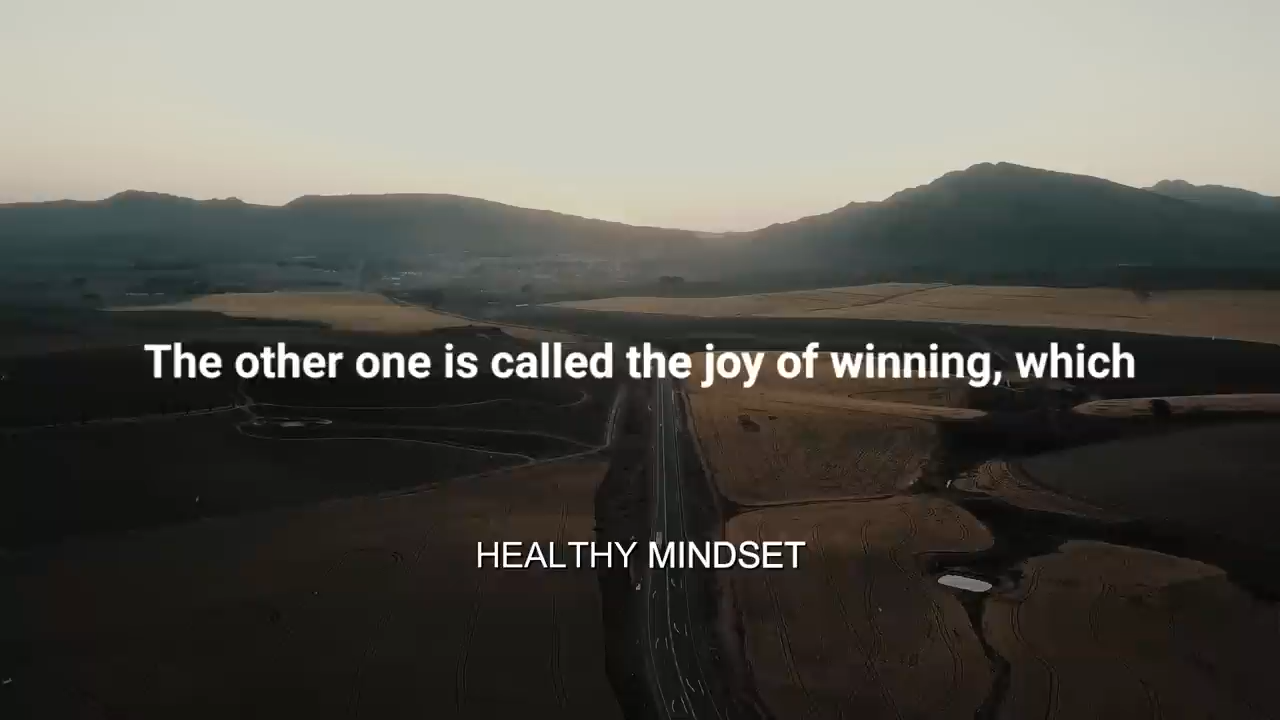 The other one is called the joy of winning, which
HEALTHY MINDSET